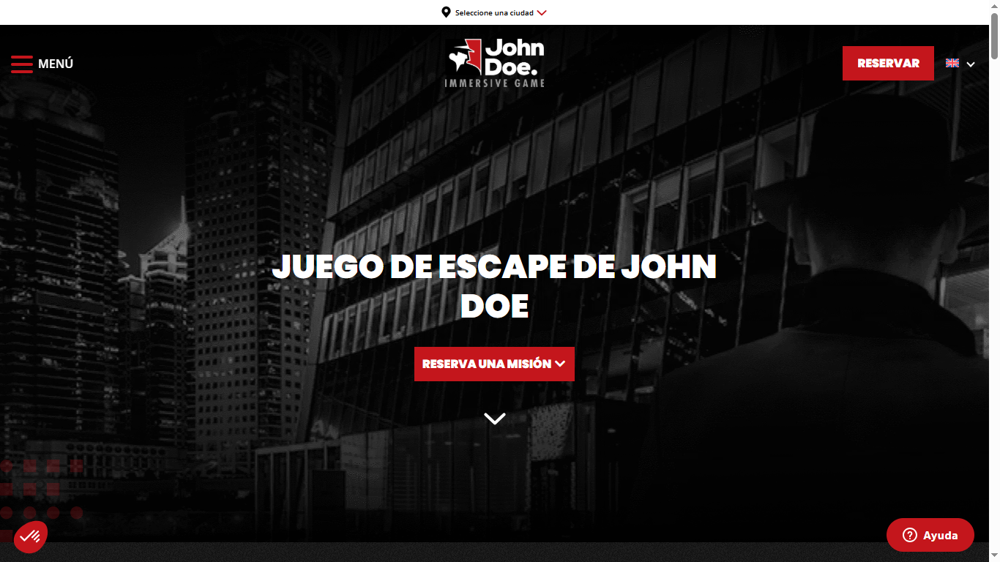 Seleccione una ciudad
MENÚ
John
Doe.
IMMERSIVE GAME
RESERVAR
JUEGO DE ESCAPE DE JOHN
DOE
RESERVA UNA MISIÓN
Ayuda